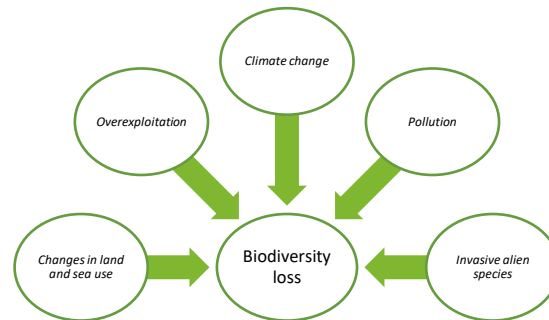 Climate change
Overexploitation
Pollution
Changes in land
and sea use
Biodiversity
loss
Invasive alien
species